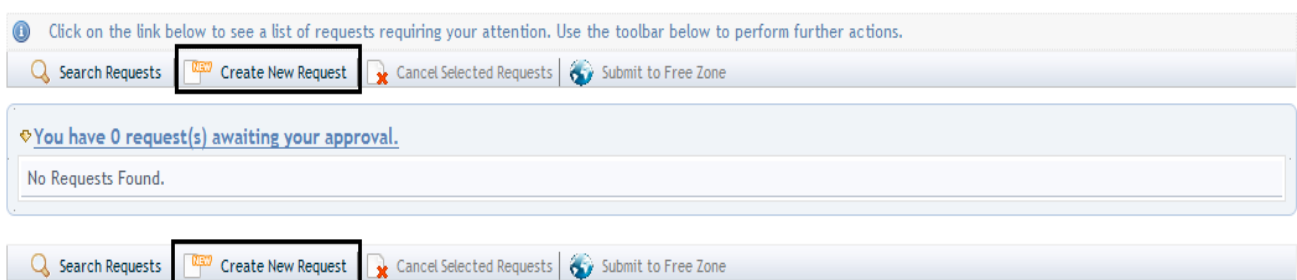 Click on the link below to see a list of requests requiring your attention. Use the toolbar below to perform further actions.
Search Requests NEW Create New Request Cancel Selected Requests Submit to Free Zone
You have 0 request(s) awaiting your approval.
No Requests Found.
Search Requests NEW Create New Request Cancel Selected Requests Submit to Free Zone